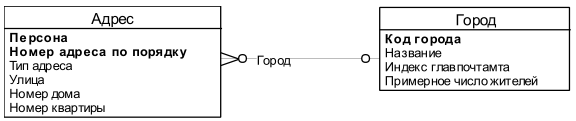 Адрес
Персона
Номер адреса по порядку
Тип адреса
Улица
Номер дома
Номер квартиры
Город
Город
Код города
Название
Индекс главпочтамта
Примерное число жителей